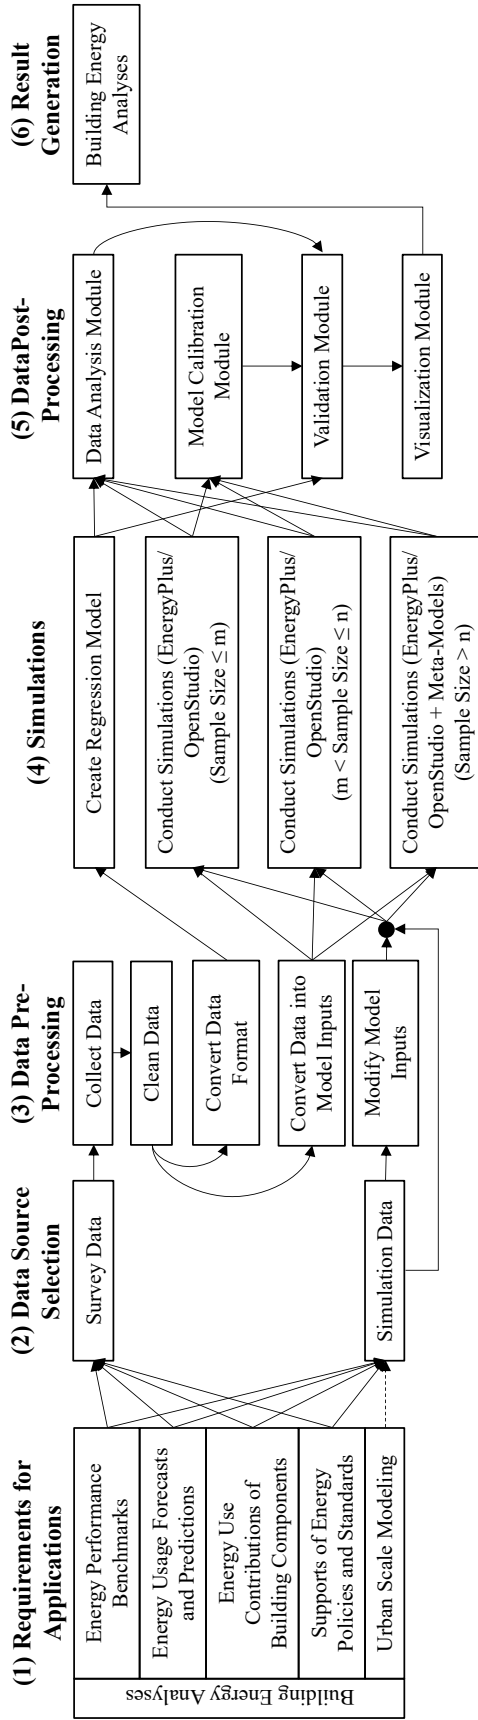 (1) Requirements for
Applications
Building Energy Analyses
Energy Performance
Benchmarks
Energy Usage Forecasts
and Predictions
Energy Use
Contributions of
Building Components
Supports of Energy
Policies and Standards
Urban Scale Modeling
(2) Data Source
Selection
Survey Data
Simulation Data
(3) Data Pre-
Processing
Collect Data
Clean Data
Convert Data
Format
Convert Data into
Model Inputs
Modify Model
Inputs
(4) Simulations
Create Regression Model
Conduct Simulations (EnergyPlus/
OpenStudio)
(Sample Size ≤ m)
Conduct Simulations (EnergyPlus/
OpenStudio)
(m < Sample Size ≤ n)
Conduct Simulations (EnergyPlus/
OpenStudio + Meta-Models)
(Sample Size > n)
(5) DataPost-
Processing
Data Analysis Module
Model Calibration
Module
Validation Module
Visualization Module
(6) Result
Generation
Building Energy
Analyses